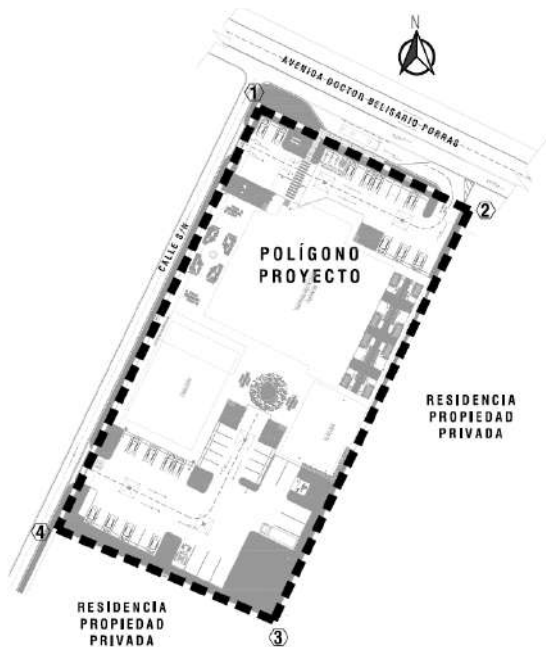 N
AVENIDA DOCTOR BELISARIO PORRAS
1
2
CALLE S/N
POLÍGONO
PROYECTO
RESIDENCIA
PROPIEDAD
PRIVADA
4
RESIDENCIA
PROPIEDAD
PRIVADA
3